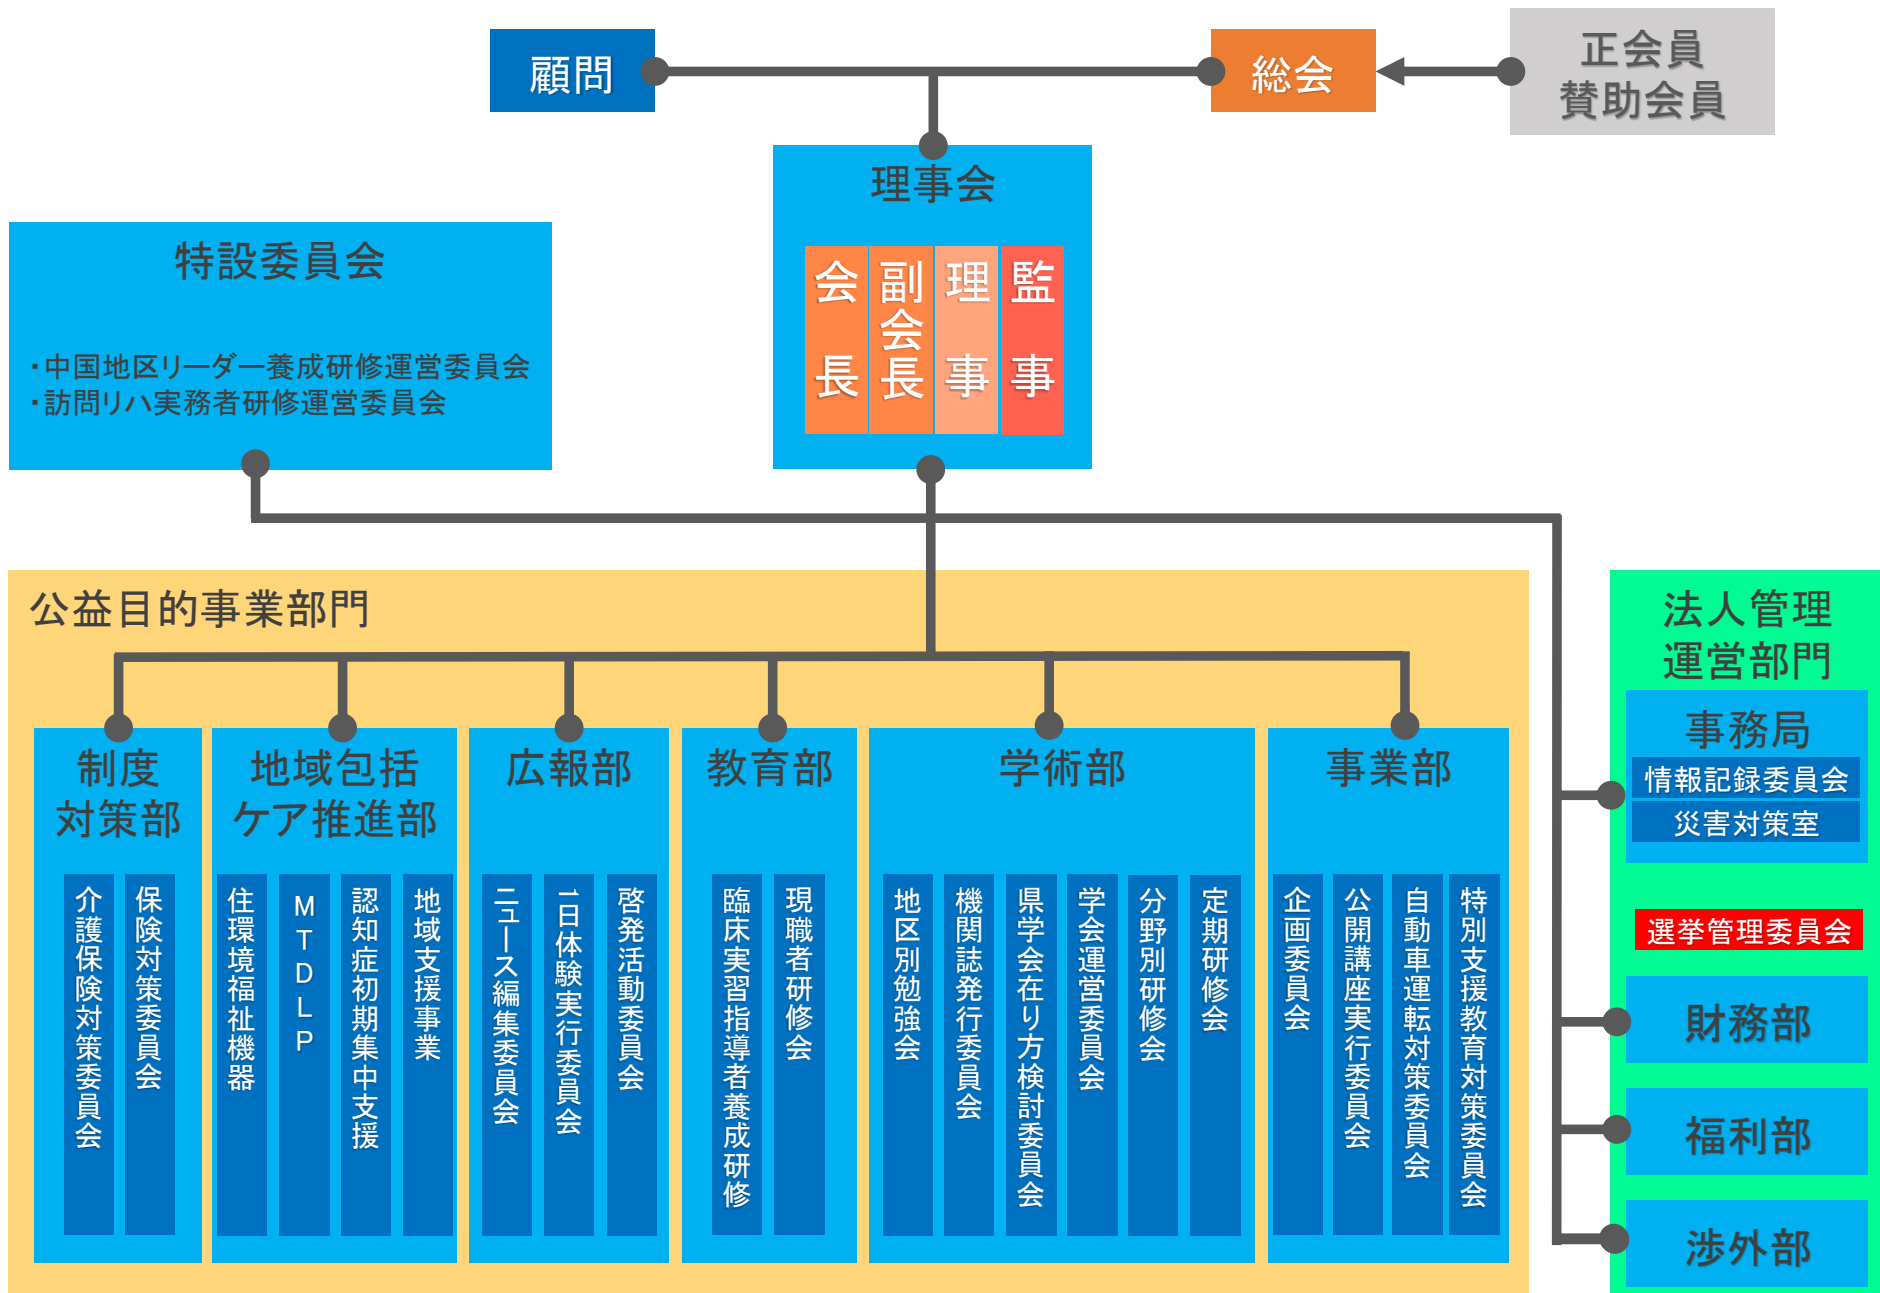 顧問
総会
正会員
賛助会員
理事会
会長
副会長
理事
監事
特設委員会
・中国地区リーダー養成研修運営委員会
・訪問リハ実務者研修運営委員会
公益目的事業部門
制度
対策部
介護保険対策委員会
保険対策委員会
地域包括
ケア推進部
住環境福祉機器
MTDLP
認知症初期集中支援
地域支援事業
広報部
ニュース編集委員会
1日体験実行委員会
啓発活動委員会
教育部
臨床実習指導者養成研修
現職者研修会
学術部
地区別勉強会
機関誌発行委員会
県学会在り方検討委員会
学会運営委員会
分野別研修会
定期研修会
事業部
企画委員会
公開講座実行委員会
自動車運転対策委員会
特別支援教育対策委員会
法人管理
運営部門
事務局
情報記録委員会
災害対策室
選挙管理委員会
財務部
福利部
渉外部